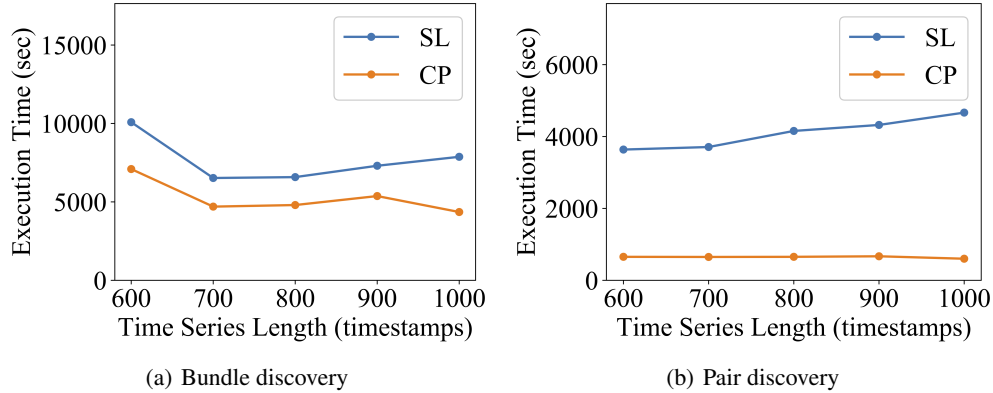 Execution Time (sec)
15000
10000
5000
0
SL
CP
600 700 800 900 1000
Time Series Length (timestamps)
(a) Bundle discovery
Execution Time (sec)
6000
4000
2000
0
SL
CP
600 700 800 900 1000
Time Series Length (timestamps)
(b) Pair discovery